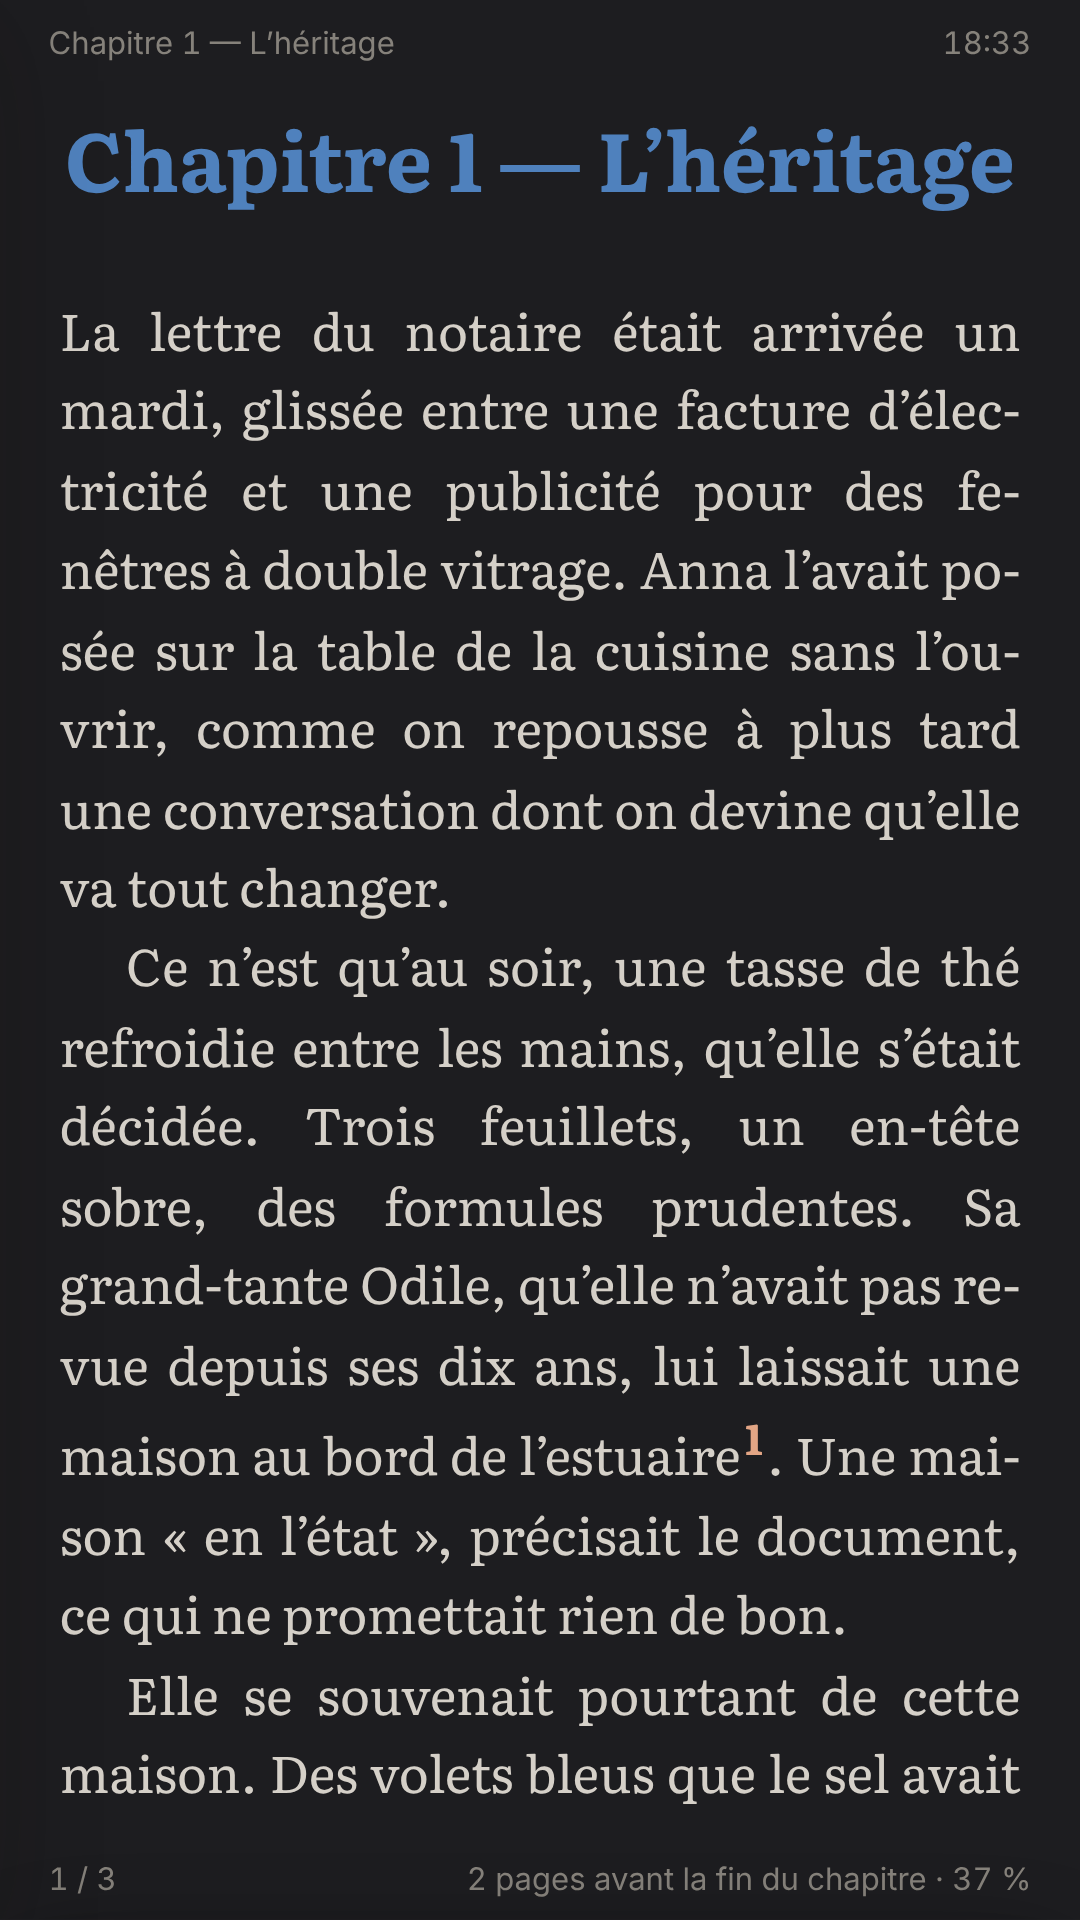 Chapitre 1 — L’héritage
18:33
Chapitre 1 — L’héritage
La lettre du notaire était arrivée un
mardi, glissée entre une facture d’élec-
tricité et une publicité pour des fe-
nêtres à double vitrage. Anna l’avait po-
sée sur la table de la cuisine sans l’ou-
vrir, comme on repousse à plus tard
une conversation dont on devine qu’elle
va tout changer.
Ce n’est qu’au soir, une tasse de thé
refroidie entre les mains, qu’elle s’était
décidée. Trois feuillets, un en-tête
sobre, des formules prudentes. Sa
grand-tante Odile, qu’elle n’avait pas re-
vue depuis ses dix ans, lui laissait une
maison au bord de l’estuaire¹. Une mai-
son « en l’état », précisait le document,
ce qui ne promettait rien de bon.
Elle se souvenait pourtant de cette
maison. Des volets bleus que le sel avait
1 / 3
2 pages avant la fin du chapitre · 37 %